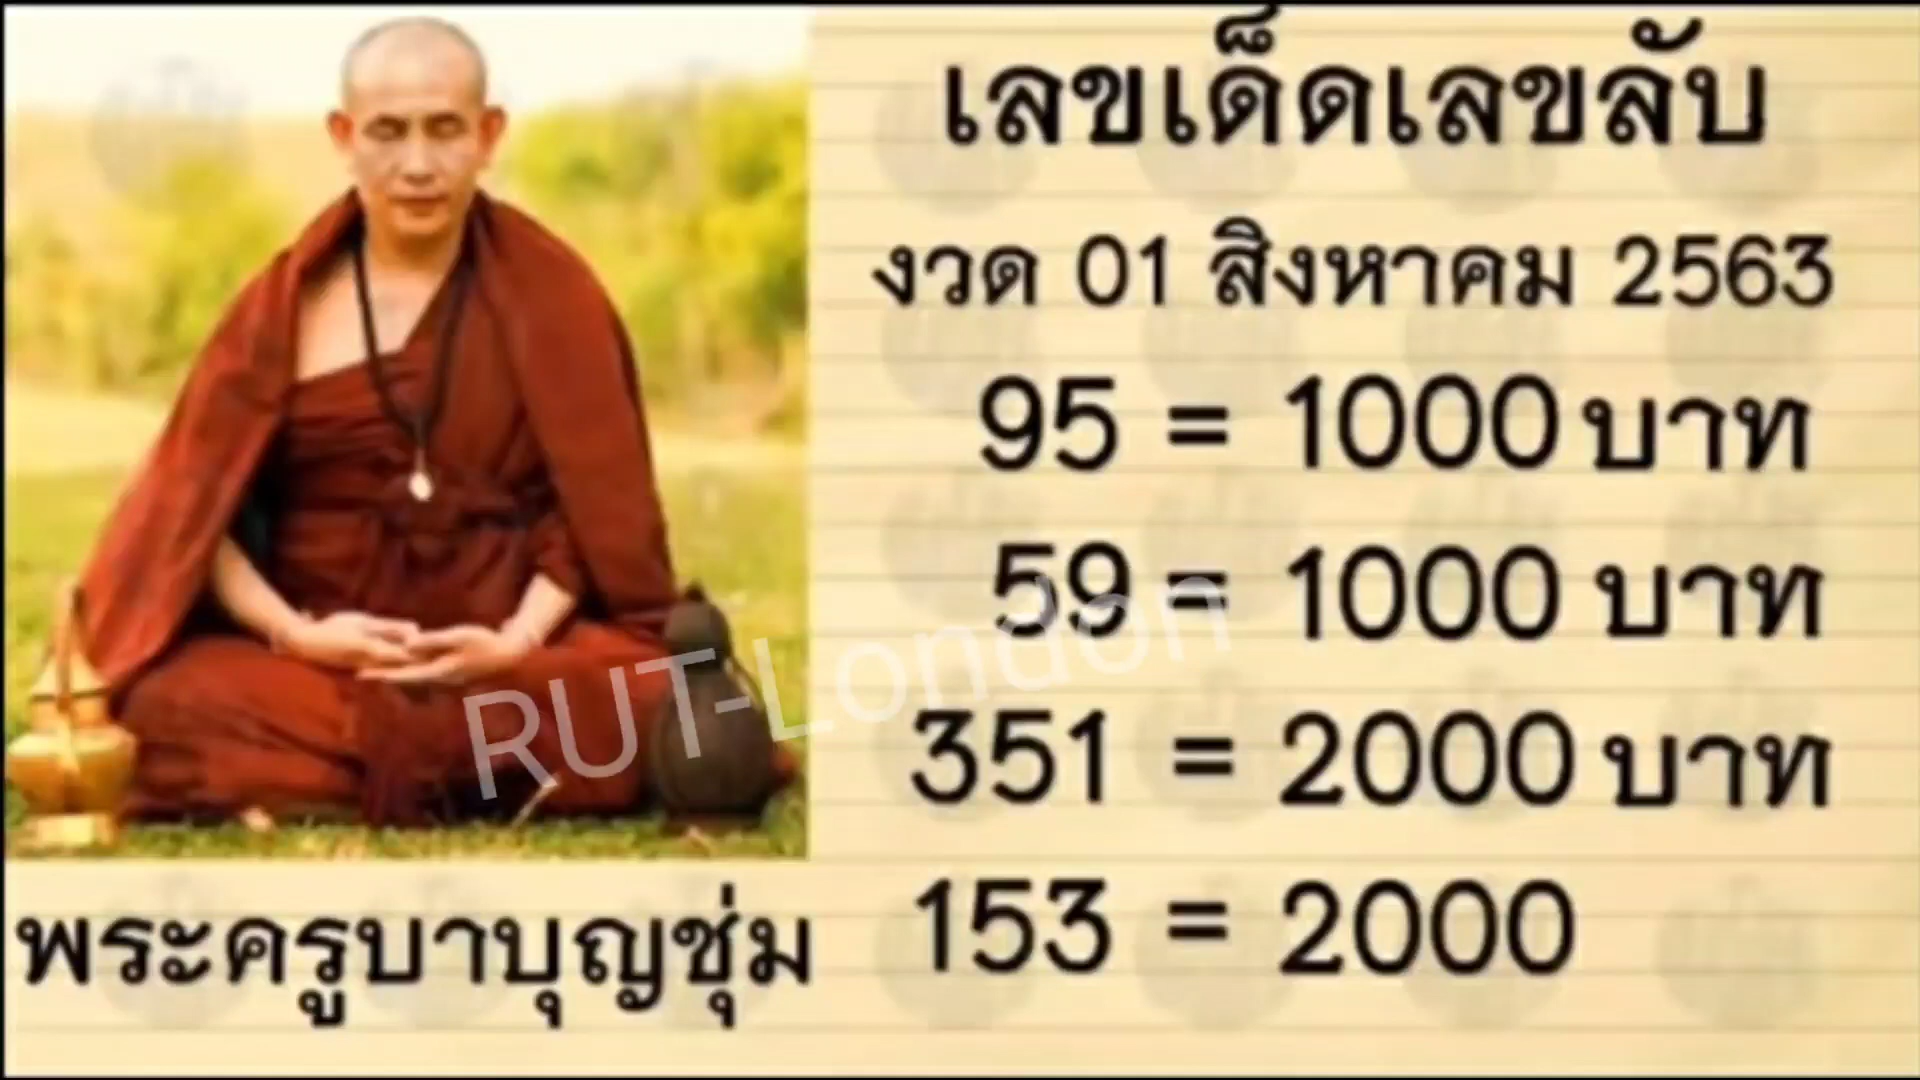 เลขเด็ดเลขลับ
งวด 01 สิงหาคม 2563
95 = 1000 บาท
59 = 1000 บาท
351 = 2000 บาท
153 = 2000
พระครูบาบุญชุ่ม
RUT-London